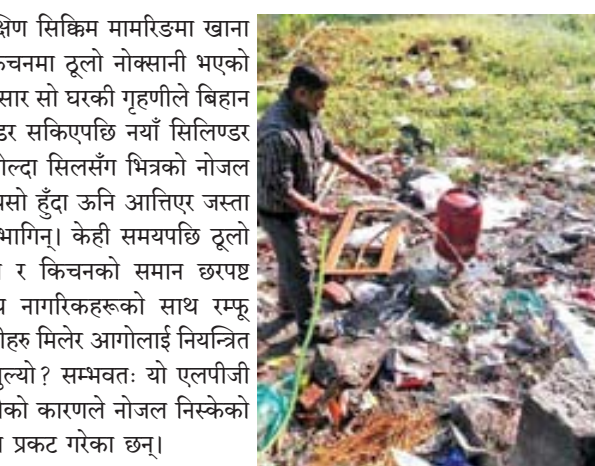 क्षिण सिक्किम मामरिङमा खाना
कचनमा ठूलो नोक्सानी भएको
सार सो घरकी गृहणीले बिहान
डर सकिएपछि नयाँ सिलिण्डर
ोल्दा सिलसँग भित्रको नोजल
सो हुँदा ऊनि आत्तिएर जस्ता
भागिन्। केही समयपछि ठूलो
र किचनको समान छरपष्ट
नागरिकहरूको साथ रम्फू
ीहरु मिलेर आगोलाई नियन्त्रित
ुल्यो? सम्भवतः यो एलपीजी
ीको कारणले नोजल निस्केको
प्रकट गरेका छन्।